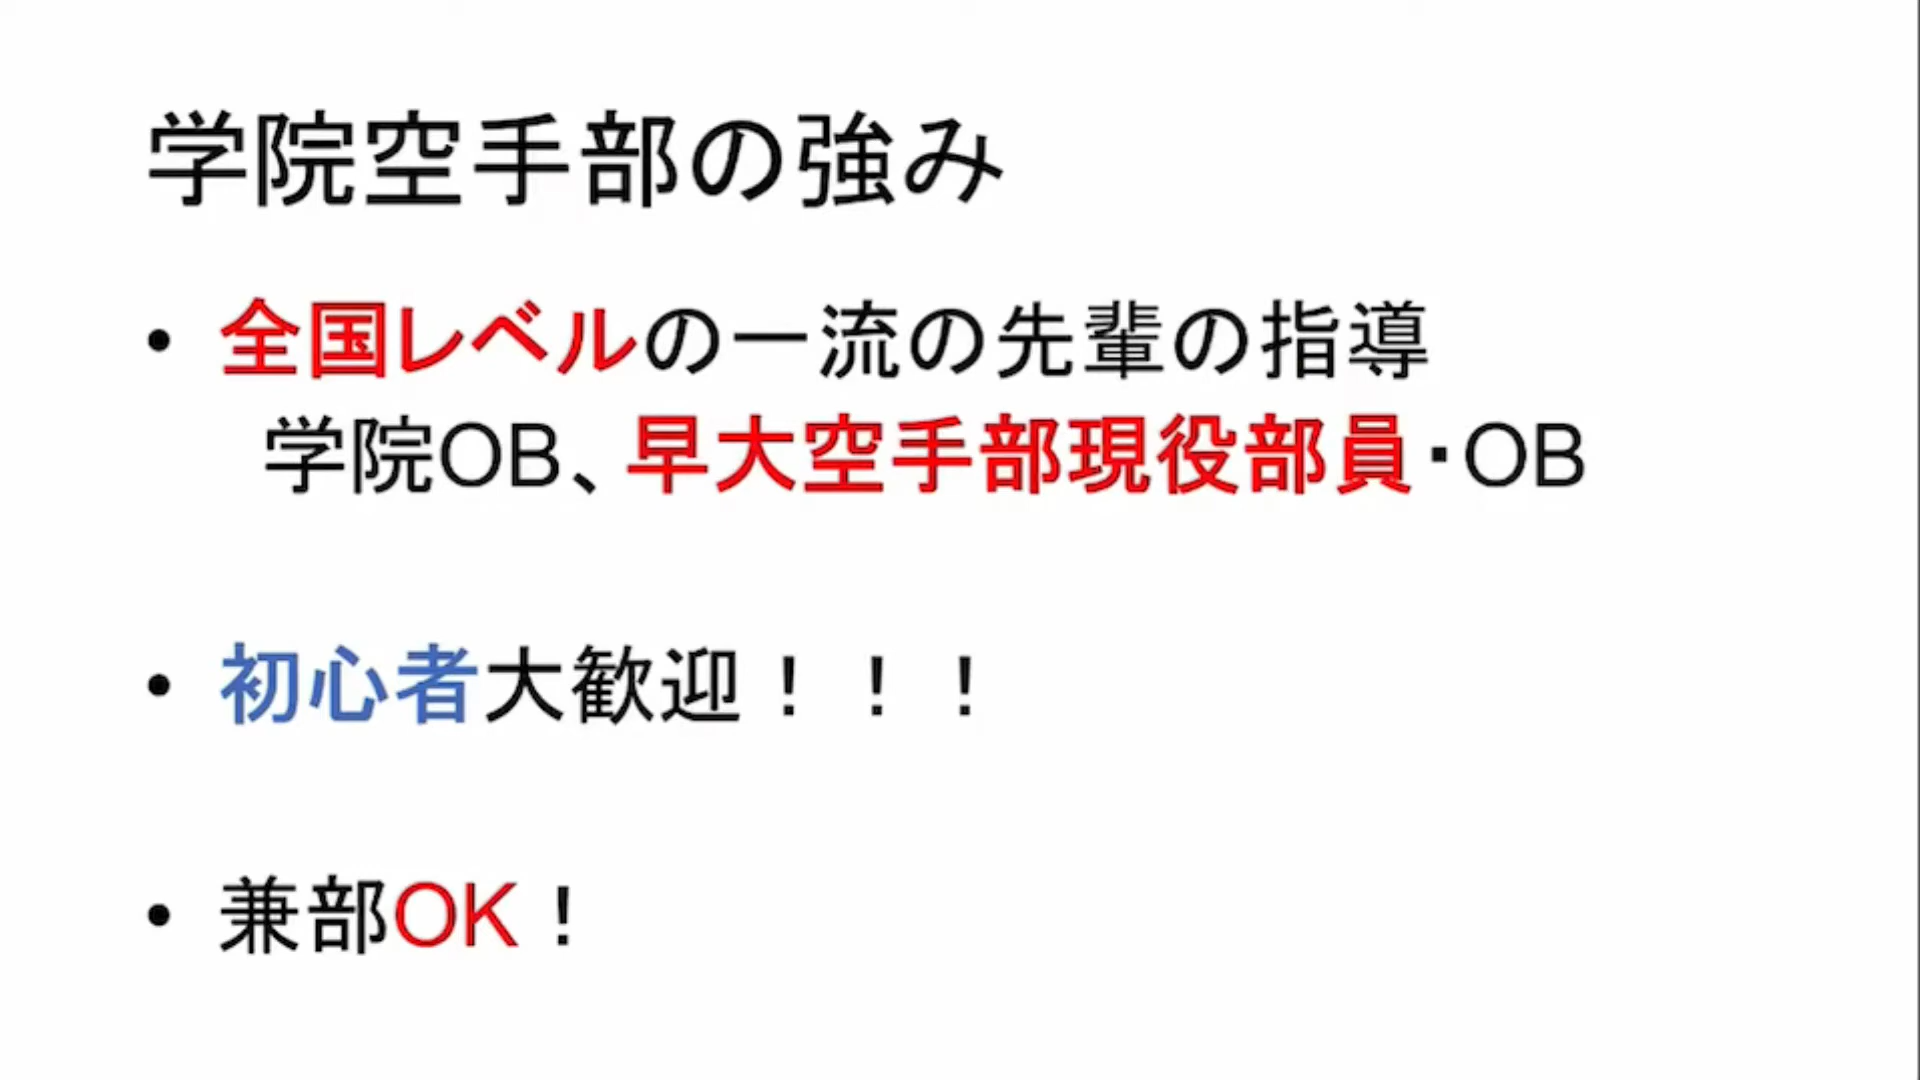 学院空手部の強み
• 全国レベルの一流の先輩の指導
学院OB、早大空手部現役部員・OB
• 初心者大歓迎！！！
• 兼部OK！